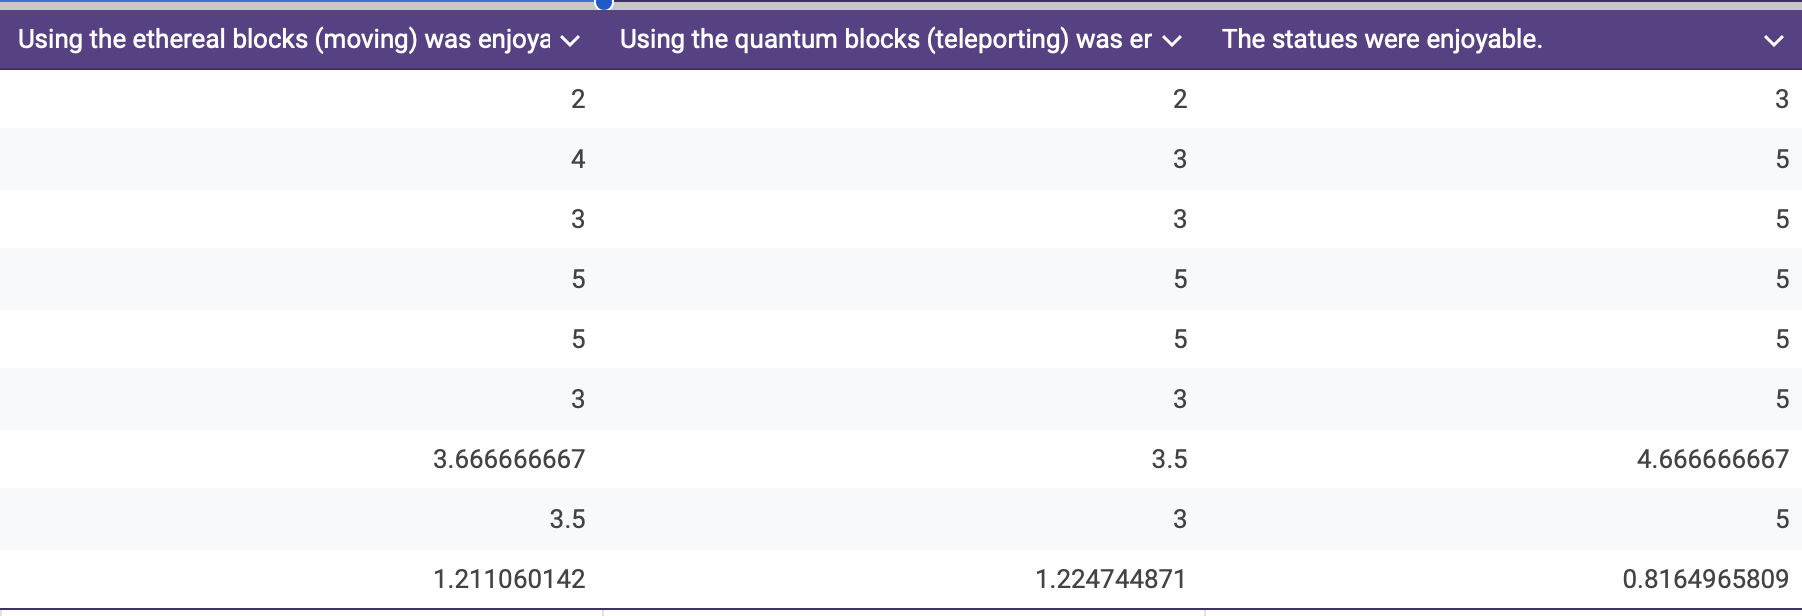 Using the ethereal blocks (moving) was enjoya Using the quantum blocks (teleporting) was er The statues were enjoyable.
2 2 3
4 3 5
3 3 5
5 5 5
5 5 5
3 3 5
3.666666667 3.5 4.666666667
3.5 3 5
1.211060142 1.224744871 0.8164965809